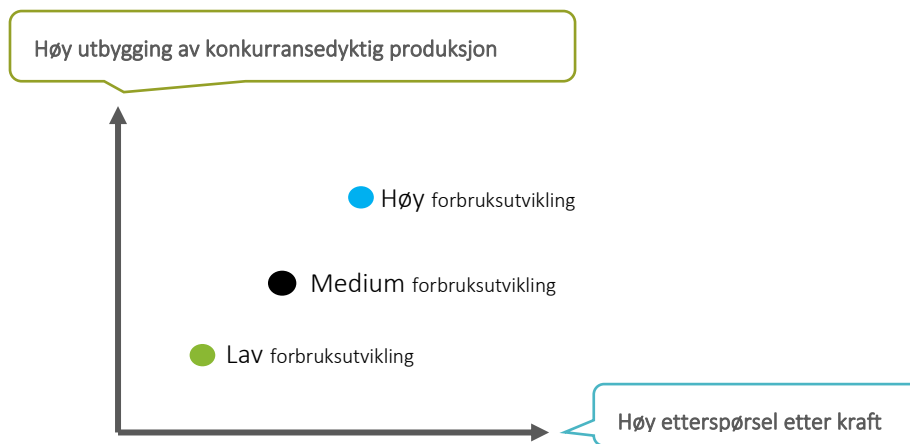 Høy utbygging av konkurransedyktig produksjon
Høy forbruksutvikling
Medium forbruksutvikling
Lav forbruksutvikling
Høy etterspørsel etter kraft